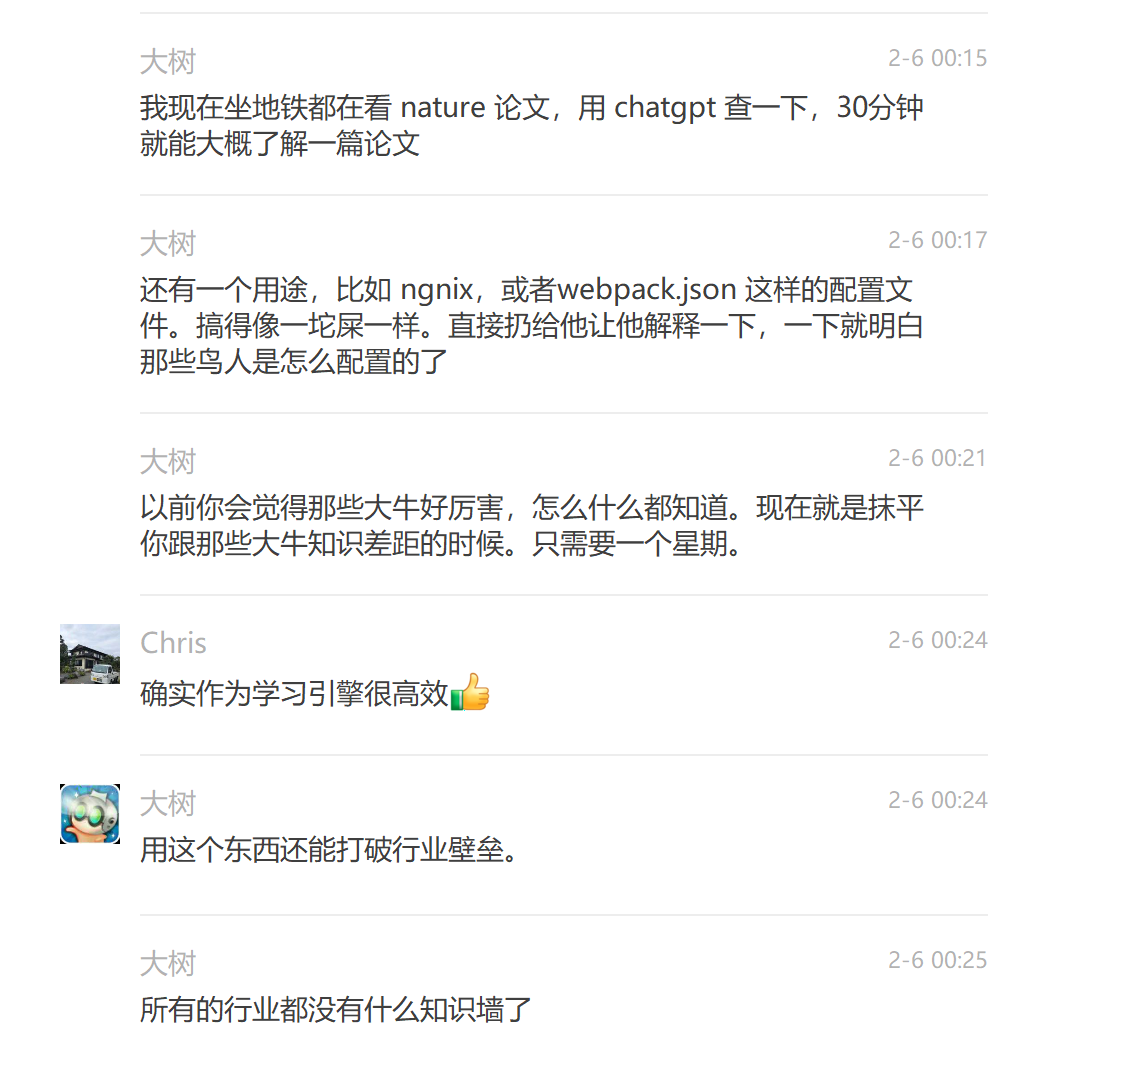 大树
2-6 00:15
我现在坐地铁都在看 nature 论文，用 chatgpt 查一下，30分钟
就能大概了解一篇论文
大树
2-6 00:17
还有一个用途，比如 ngnix，或者webpack.json 这样的配置文
件。搞得像一坨屎一样。直接扔给他让他解释一下，一下就明白
那些鸟人是怎么配置的了
大树
2-6 00:21
以前你会觉得那些大牛好厉害，怎么什么都知道。现在就是抹平
你跟那些大牛知识差距的时候。只需要一个星期。
Chris
2-6 00:24
确实作为学习引擎很高效👍
大树
2-6 00:24
用这个东西还能打破行业壁垒。
大树
2-6 00:25
所有的行业都没有什么知识墙了